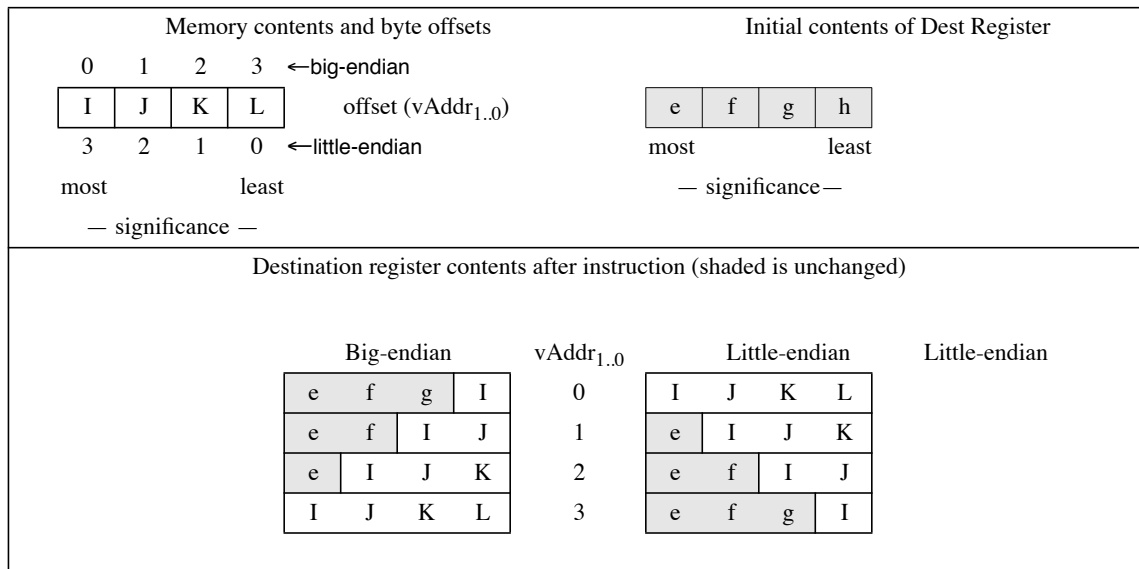 Memory contents and byte offsets Initial contents of Dest Register
0 1 2 3 ←big-endian
I J K L offset (vAddr1..0) e f g h
3 2 1 0 ←little-endian most least
most least — significance—
— significance —
Destination register contents after instruction (shaded is unchanged)
Big-endian vAddr1..0 Little-endian Little-endian
e f g I 0 I J K L
e f I J 1 e I J K
e I J K 2 e f I J
I J K L 3 e f g I